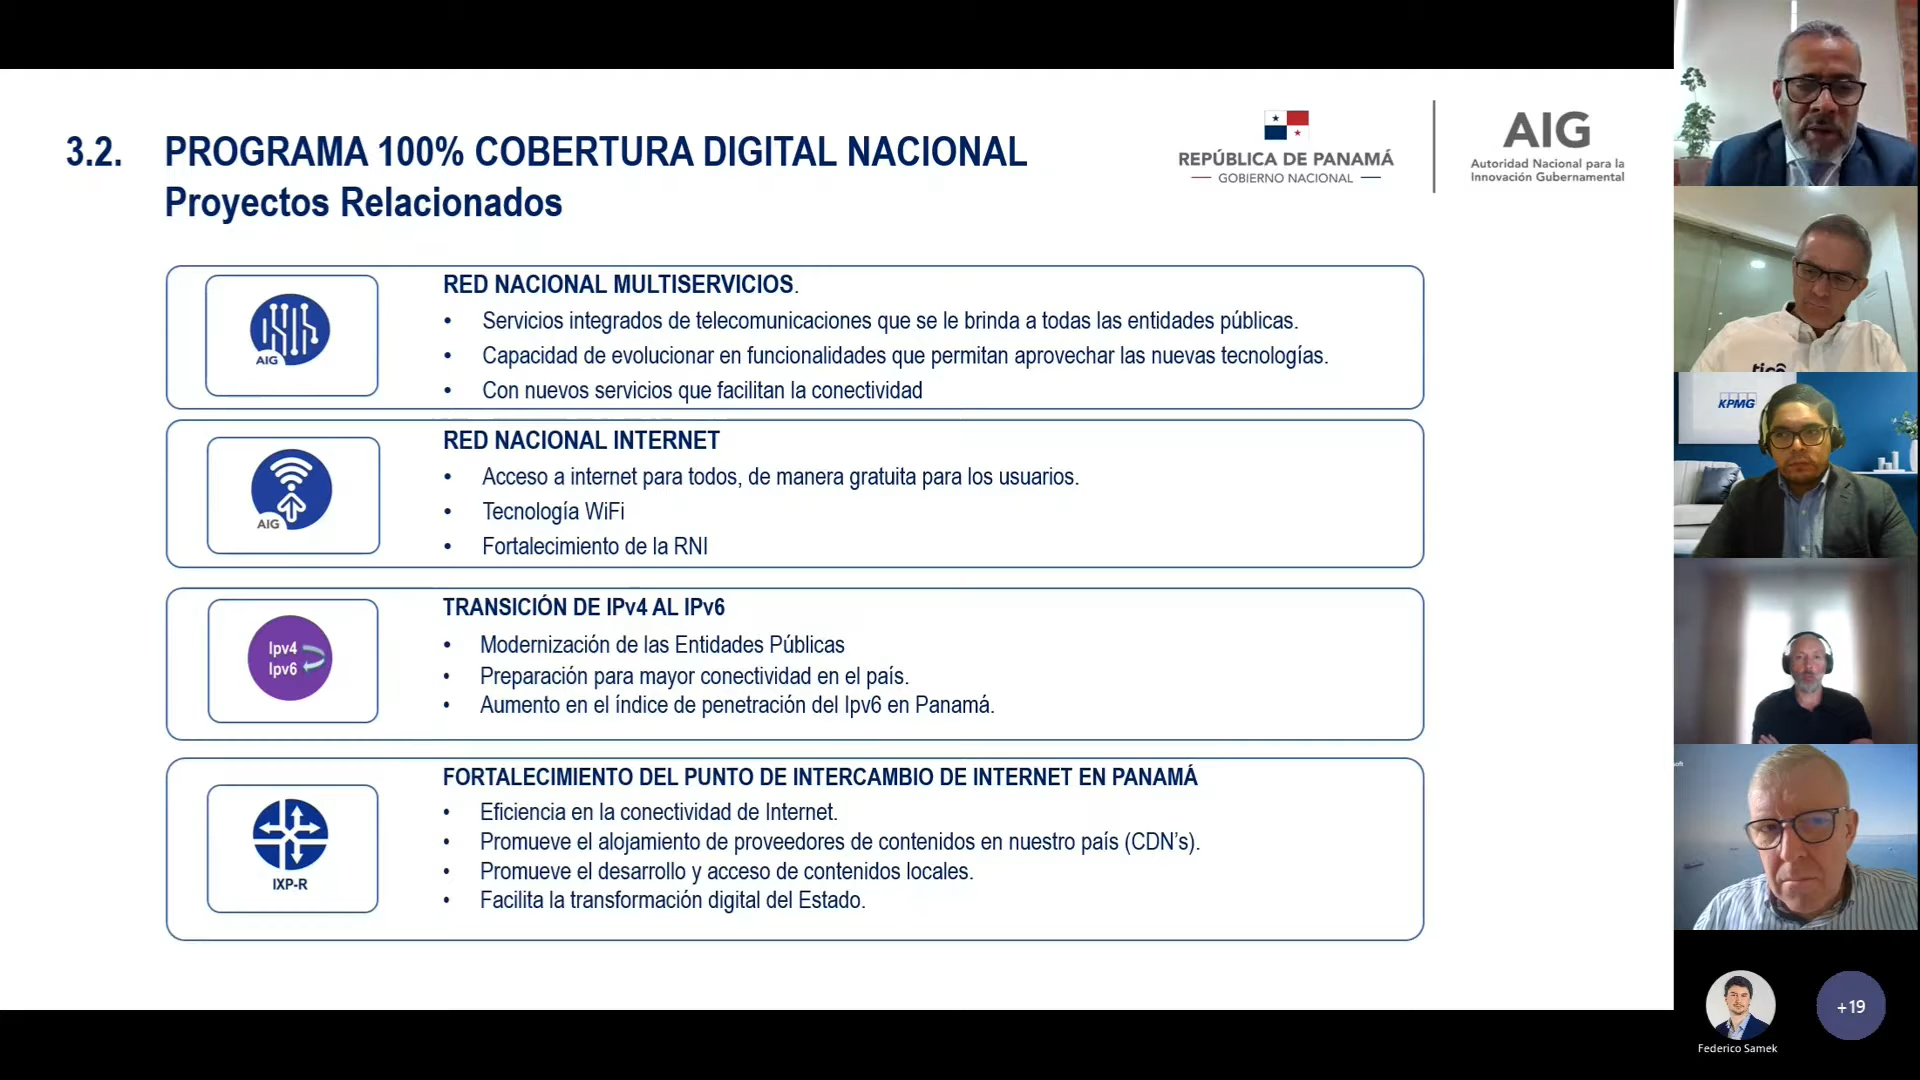 3.2. PROGRAMA 100% COBERTURA DIGITAL NACIONAL
Proyectos Relacionados
REPÚBLICA DE PANAMÁ
GOBIERNO NACIONAL
AIG
Autoridad Nacional para la
Innovación Gubernamental
AIG
RED NACIONAL MULTISERVICIOS.
• Servicios integrados de telecomunicaciones que se le brinda a todas las entidades públicas.
• Capacidad de evolucionar en funcionalidades que permitan aprovechar las nuevas tecnologías.
• Con nuevos servicios que facilitan la conectividad
AIG
RED NACIONAL INTERNET
• Acceso a internet para todos, de manera gratuita para los usuarios.
• Tecnología WiFi
• Fortalecimiento de la RNI
Ipv4
Ipv6
TRANSICIÓN DE IPv4 AL IPv6
• Modernización de las Entidades Públicas
• Preparación para mayor conectividad en el país.
• Aumento en el índice de penetración del Ipv6 en Panamá.
IXP-R
FORTALECIMIENTO DEL PUNTO DE INTERCAMBIO DE INTERNET EN PANAMÁ
• Eficiencia en la conectividad de Internet.
• Promueve el alojamiento de proveedores de contenidos en nuestro país (CDN’s).
• Promueve el desarrollo y acceso de contenidos locales.
• Facilita la transformación digital del Estado.
tigo
KPMG
Federico Samek
+19